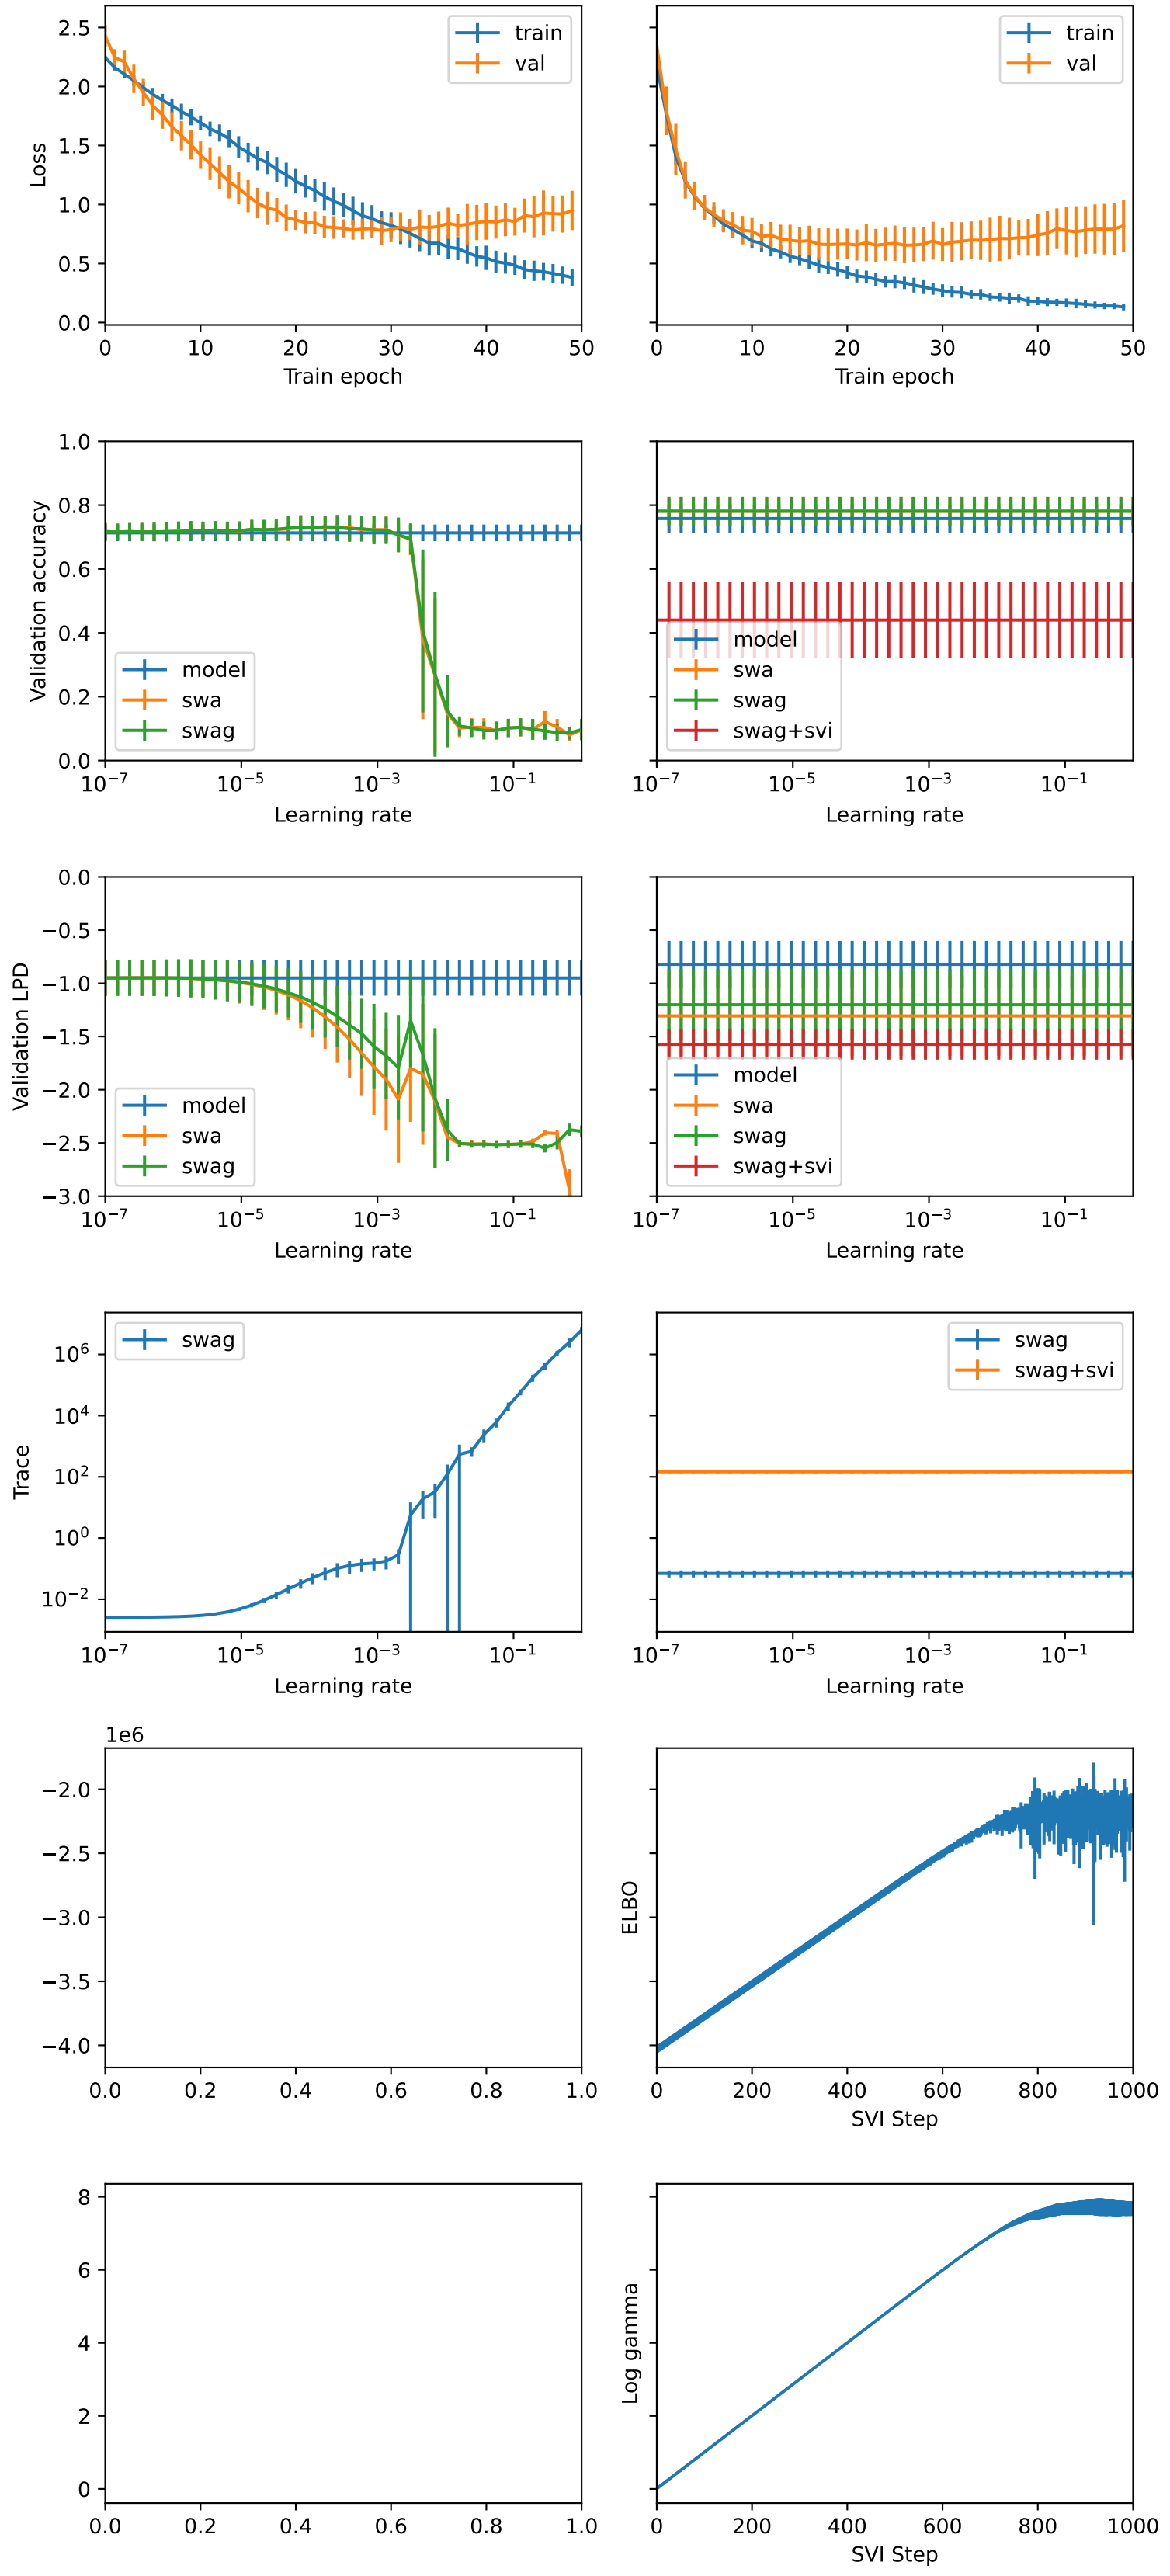 2.5
2.0
1.5
1.0
0.5
0.0
Loss
train
val
0 10 20 30 40 50
Train epoch
train
val
0 10 20 30 40 50
Train epoch
1.0
0.8
0.6
0.4
0.2
0.0
Validation accuracy
model
swa
swag
10−7 10−5 10−3 10−1
Learning rate
model
swa
swag
swag+svi
10−7 10−5 10−3 10−1
Learning rate
0.0
−0.5
−1.0
−1.5
−2.0
−2.5
−3.0
Validation LPD
model
swa
swag
10−7 10−5 10−3 10−1
Learning rate
model
swa
swag
swag+svi
10−7 10−5 10−3 10−1
Learning rate
106
104
102
100
10−2
Trace
swag
10−7 10−5 10−3 10−1
Learning rate
swag
swag+svi
10−7 10−5 10−3 10−1
Learning rate
1e6
−2.0
−2.5
−3.0
−3.5
−4.0
0.0 0.2 0.4 0.6 0.8 1.0
ELBO
0 200 400 600 800 1000
SVI Step
8
6
4
2
0
0.0 0.2 0.4 0.6 0.8 1.0
Log gamma
0 200 400 600 800 1000
SVI Step